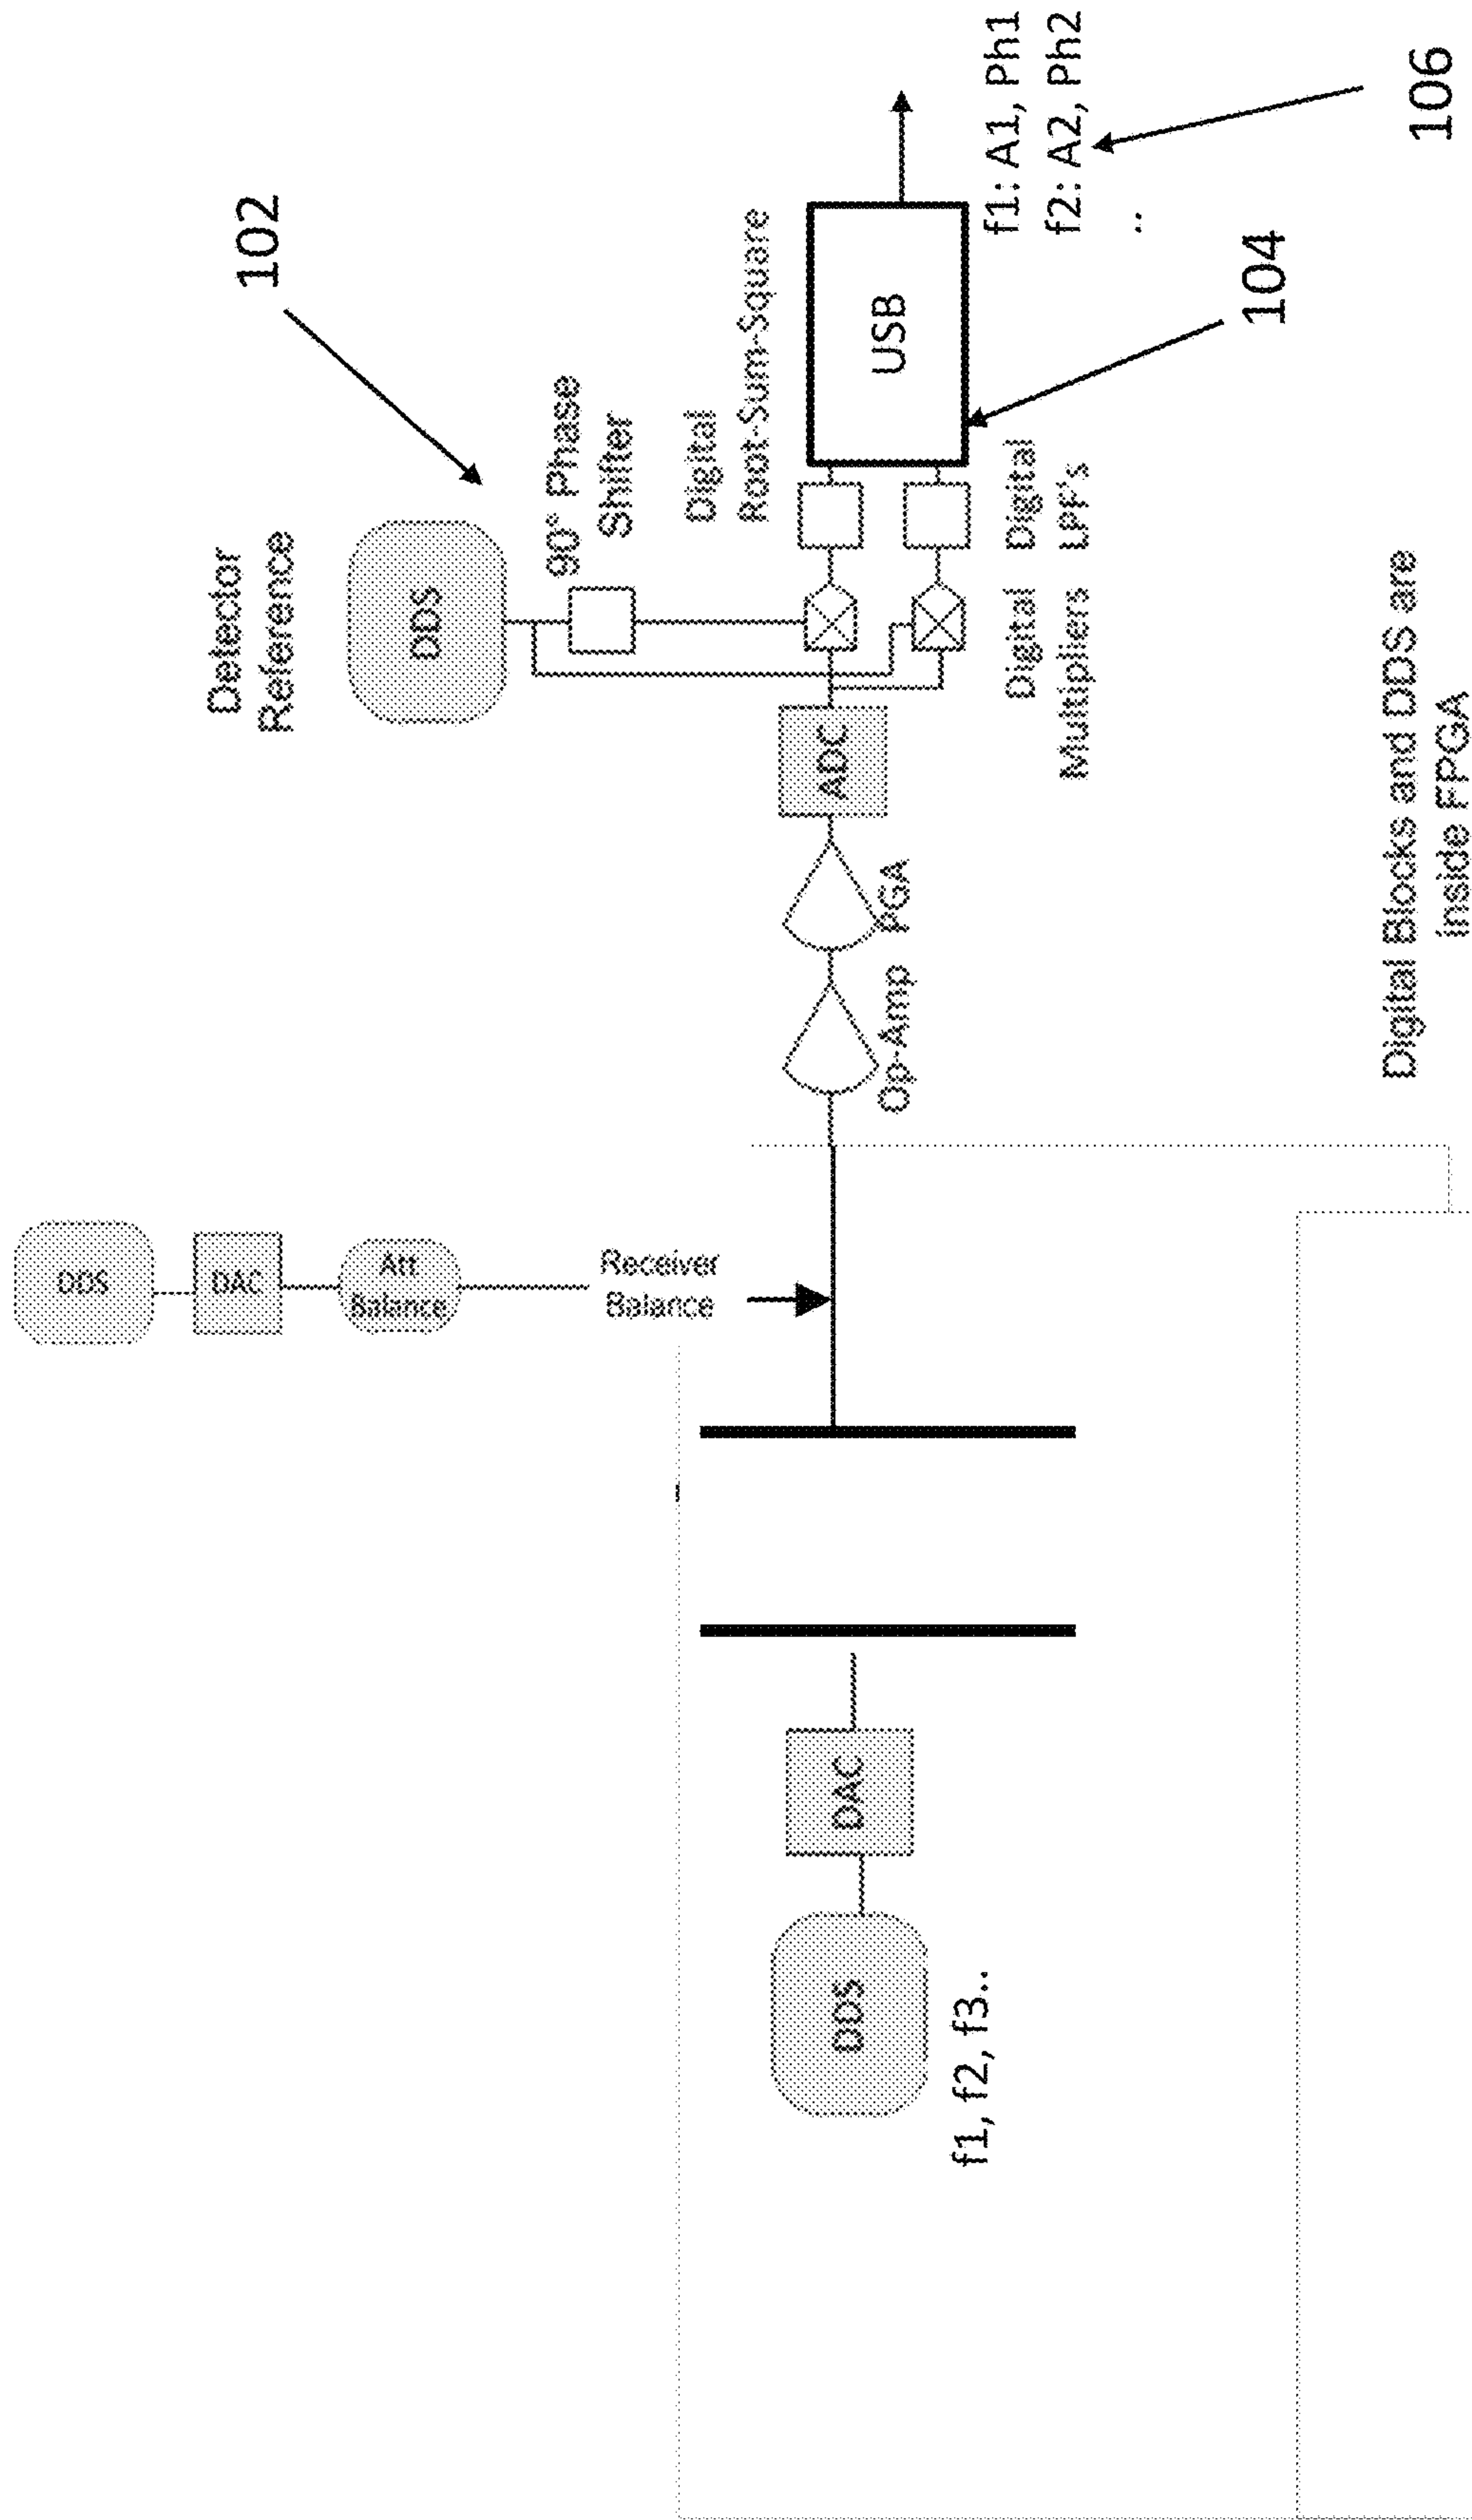 DDS
DAC
Att
Balance
Receiver
Balance
Detector
Reference
DDS
102
90° Phase
Shifter
Digital
Root-Sum-Square
f1, f2, f3..
DDS
DAC
Op-Amp
PGA
ADC
Digital
Multipliers
Digital
LPF's
USB
104
f1: A1, Ph1
f2: A2, Ph2
..
106
Digital Blocks and DDS are
inside FPGA